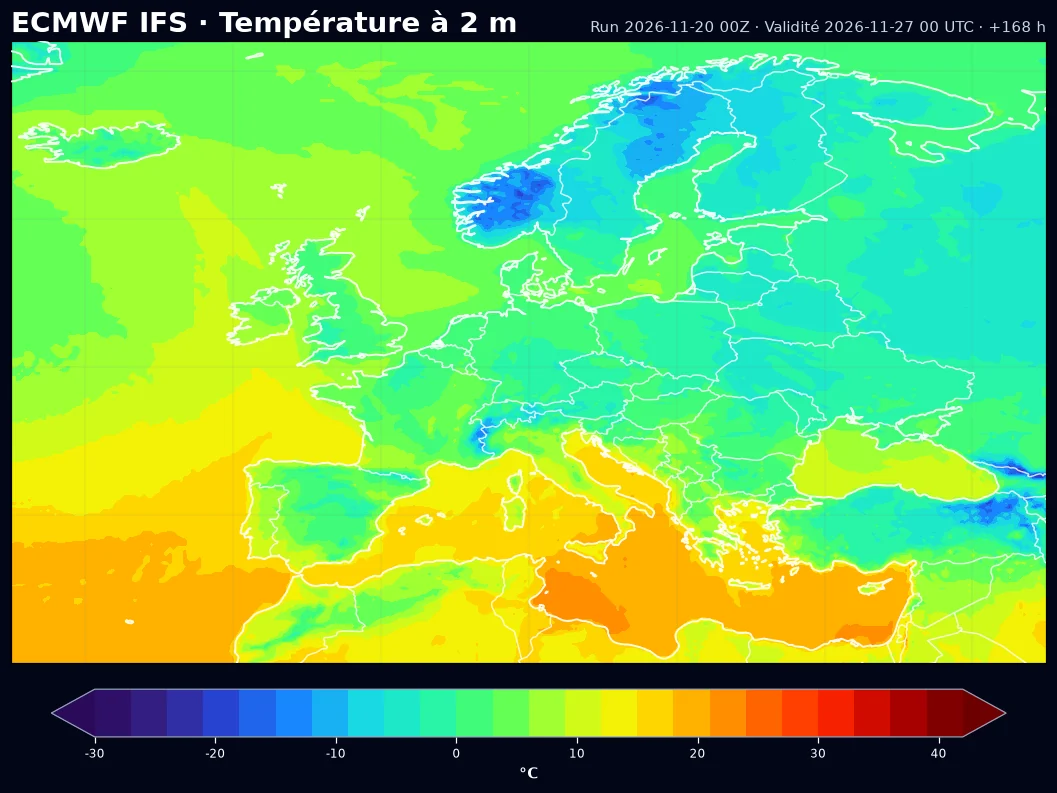 ECMWF IFS · Température à 2 m
Run 2026-11-20 00Z · Validité 2026-11-27 00 UTC · +168 h
-30 -20 -10 0 10 20 30 40
°C